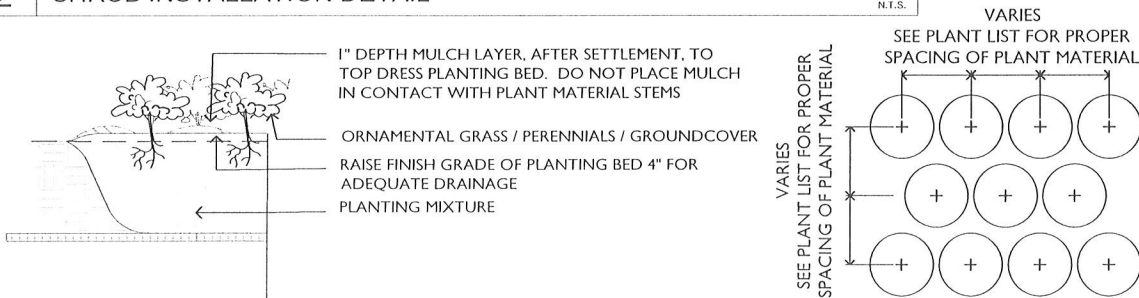 SHRUB INSTALLATION DETAIL
N.T.S.
1" DEPTH MULCH LAYER, AFTER SETTLEMENT, TO
TOP DRESS PLANTING BED. DO NOT PLACE MULCH
IN CONTACT WITH PLANT MATERIAL STEMS
ORNAMENTAL GRASS / PERENNIALS / GROUNDCOVER
RAISE FINISH GRADE OF PLANTING BED 4" FOR
ADEQUATE DRAINAGE
PLANTING MIXTURE
VARIES
SEE PLANT LIST FOR PROPER
SPACING OF PLANT MATERIAL
VARIES
SEE PLANT LIST FOR PROPER
SPACING OF PLANT MATERIAL